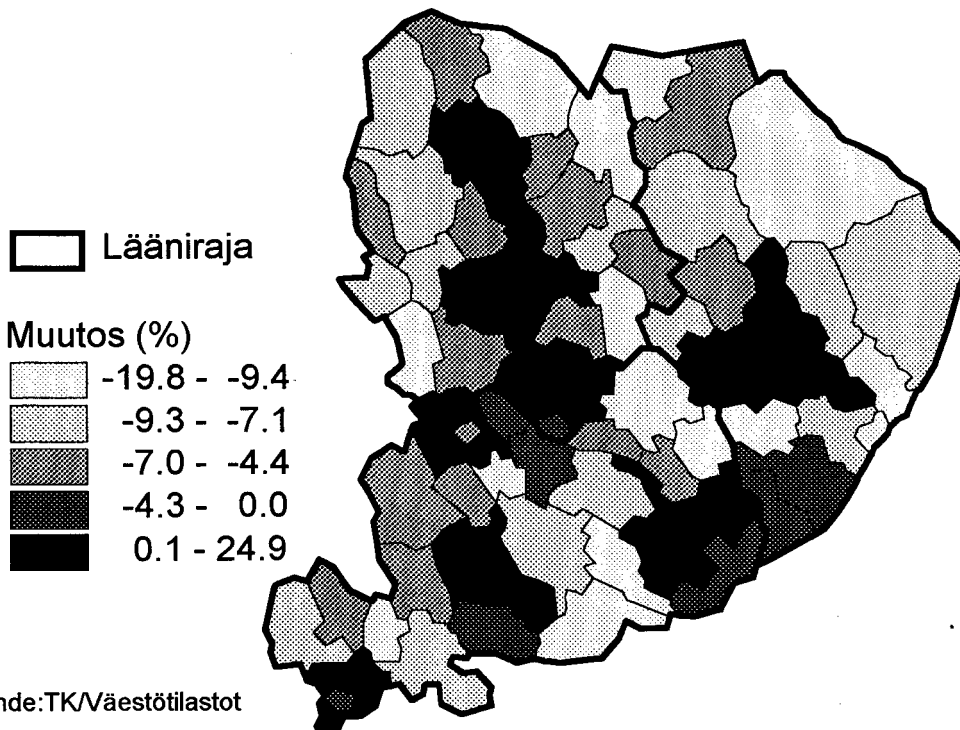 Lääniraja
Muutos (%)
-19.8 - -9.4
-9.3 - -7.1
-7.0 - -4.4
-4.3 - 0.0
0.1 - 24.9
nde:TK/Väestötilastot